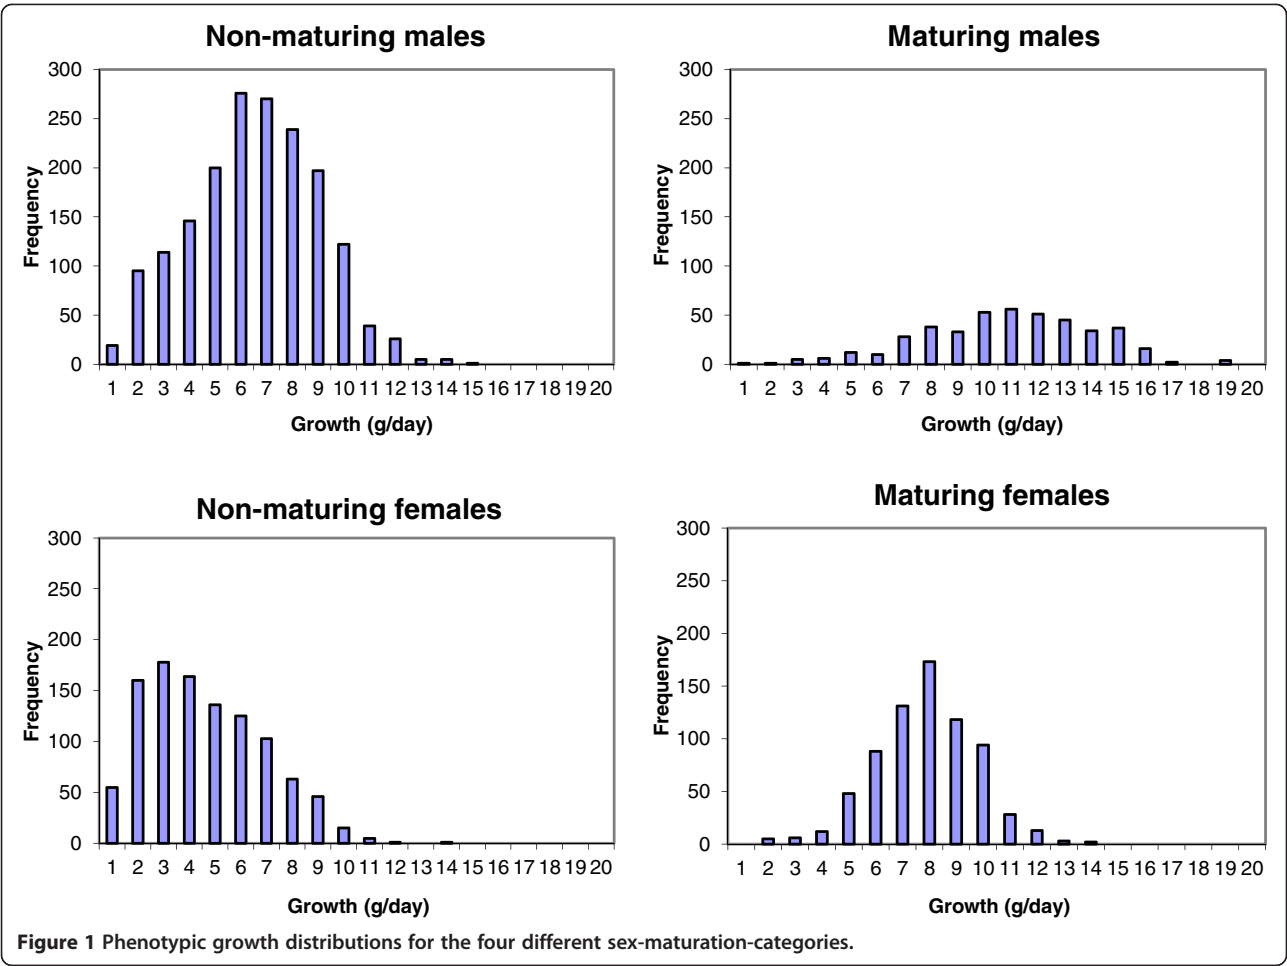 Non-maturing males
300
250
200
150
100
50
0
Frequency
1 2 3 4 5 6 7 8 9 10 11 12 13 14 15 16 17 18 19 20
Growth (g/day)
Maturing males
300
250
200
150
100
50
0
Frequency
1 2 3 4 5 6 7 8 9 10 11 12 13 14 15 16 17 18 19 20
Growth (g/day)
Non-maturing females
300
250
200
150
100
50
0
Frequency
1 2 3 4 5 6 7 8 9 10 11 12 13 14 15 16 17 18 19 20
Growth (g/day)
Maturing females
300
250
200
150
100
50
0
Frequency
1 2 3 4 5 6 7 8 9 10 11 12 13 14 15 16 17 18 19 20
Growth (g/day)
Figure 1 Phenotypic growth distributions for the four different sex-maturation-categories.